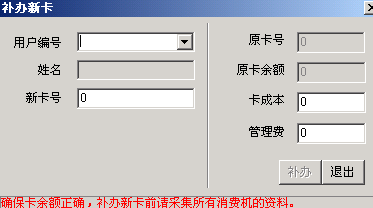 补办新卡
用户编号
原卡号 0
姓名
原卡余额 0
新卡号 0
卡成本 0
管理费 0
补办 退出
确保卡余额正确，补办新卡前请采集所有消费机的资料。